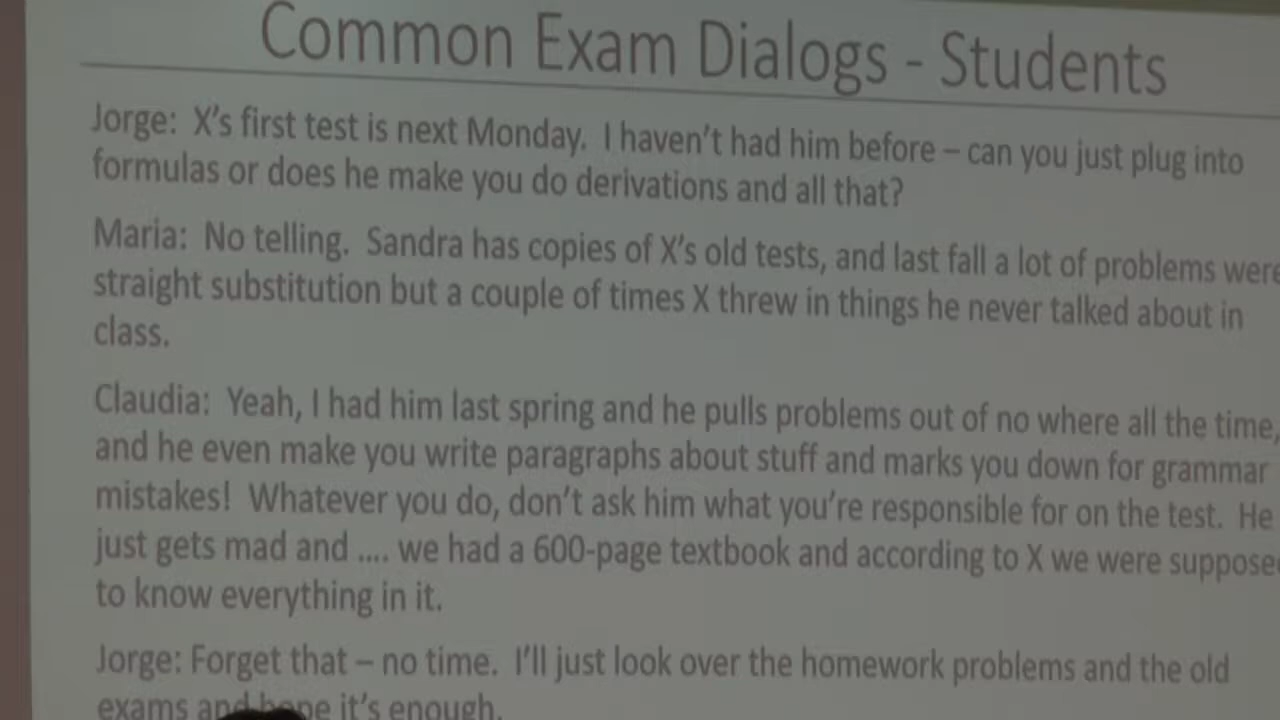 Common Exam Dialogs - Students
Jorge: X's first test is next Monday. I haven't had him before – can you just plug into
formulas or does he make you do derivations and all that?
Maria: No telling. Sandra has copies of X's old tests, and last fall a lot of problems were
straight substitution but a couple of times X threw in things he never talked about in
class.
Claudia: Yeah, I had him last spring and he pulls problems out of no where all the time,
and he even make you write paragraphs about stuff and marks you down for grammar
mistakes! Whatever you do, don't ask him what you're responsible for on the test. He
just gets mad and .... we had a 600-page textbook and according to X we were suppose
to know everything in it.
Jorge: Forget that – no time. I'll just look over the homework problems and the old
exams and hope it's enough.